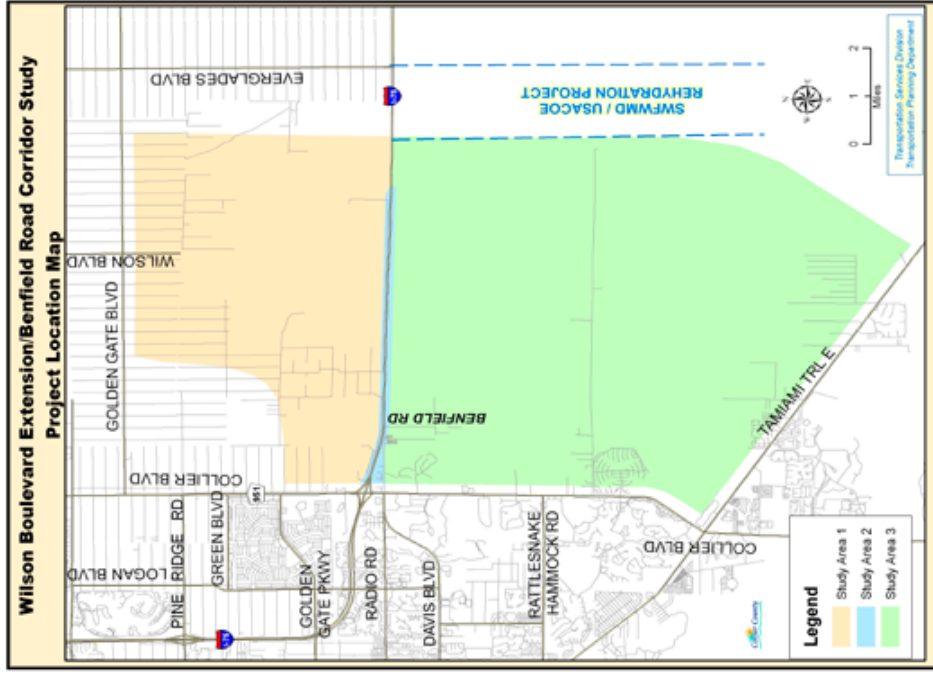 Wilson Boulevard Extension/Benfield Road Corridor Study
Project Location Map
EVERGLADES BLVD
WILSON BLVD
GOLDEN GATE BLVD
COLLIER BLVD
LOGAN BLVD
PINE RIDGE RD
GREEN BLVD
951
GOLDEN
GATE PKWY
RADIO RD
DAVIS BLVD
RATTLESNAKE
HAMMOCK RD
COLLIER BLVD
BENFIELD RD
TAMIAMI TRL E
SWFWMD / USACOE
REHYDRATION PROJECT
0 1 2
Miles
Transportation Services Division
Transportation Planning Department
Legend
Study Area 1
Study Area 2
Study Area 3